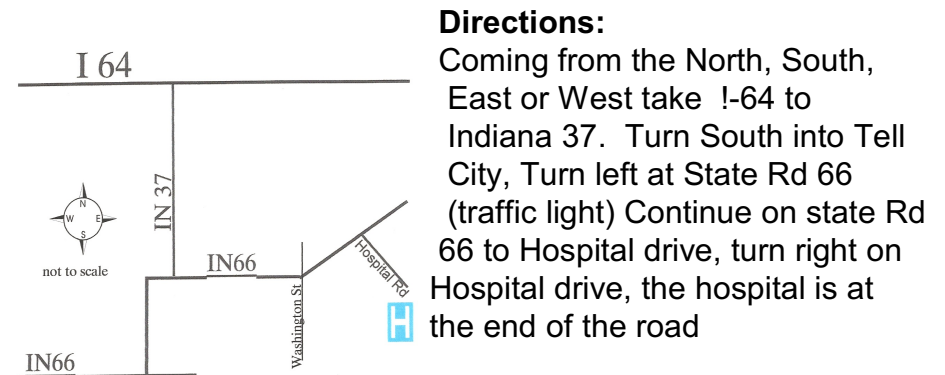 I 64
IN 37
N
W E
S
not to scale
IN66
Washington St
Hospital Rd
H
IN66
Directions:
Coming from the North, South,
East or West take !-64 to
Indiana 37. Turn South into Tell
City, Turn left at State Rd 66
(traffic light) Continue on state Rd
66 to Hospital drive, turn right on
Hospital drive, the hospital is at
the end of the road